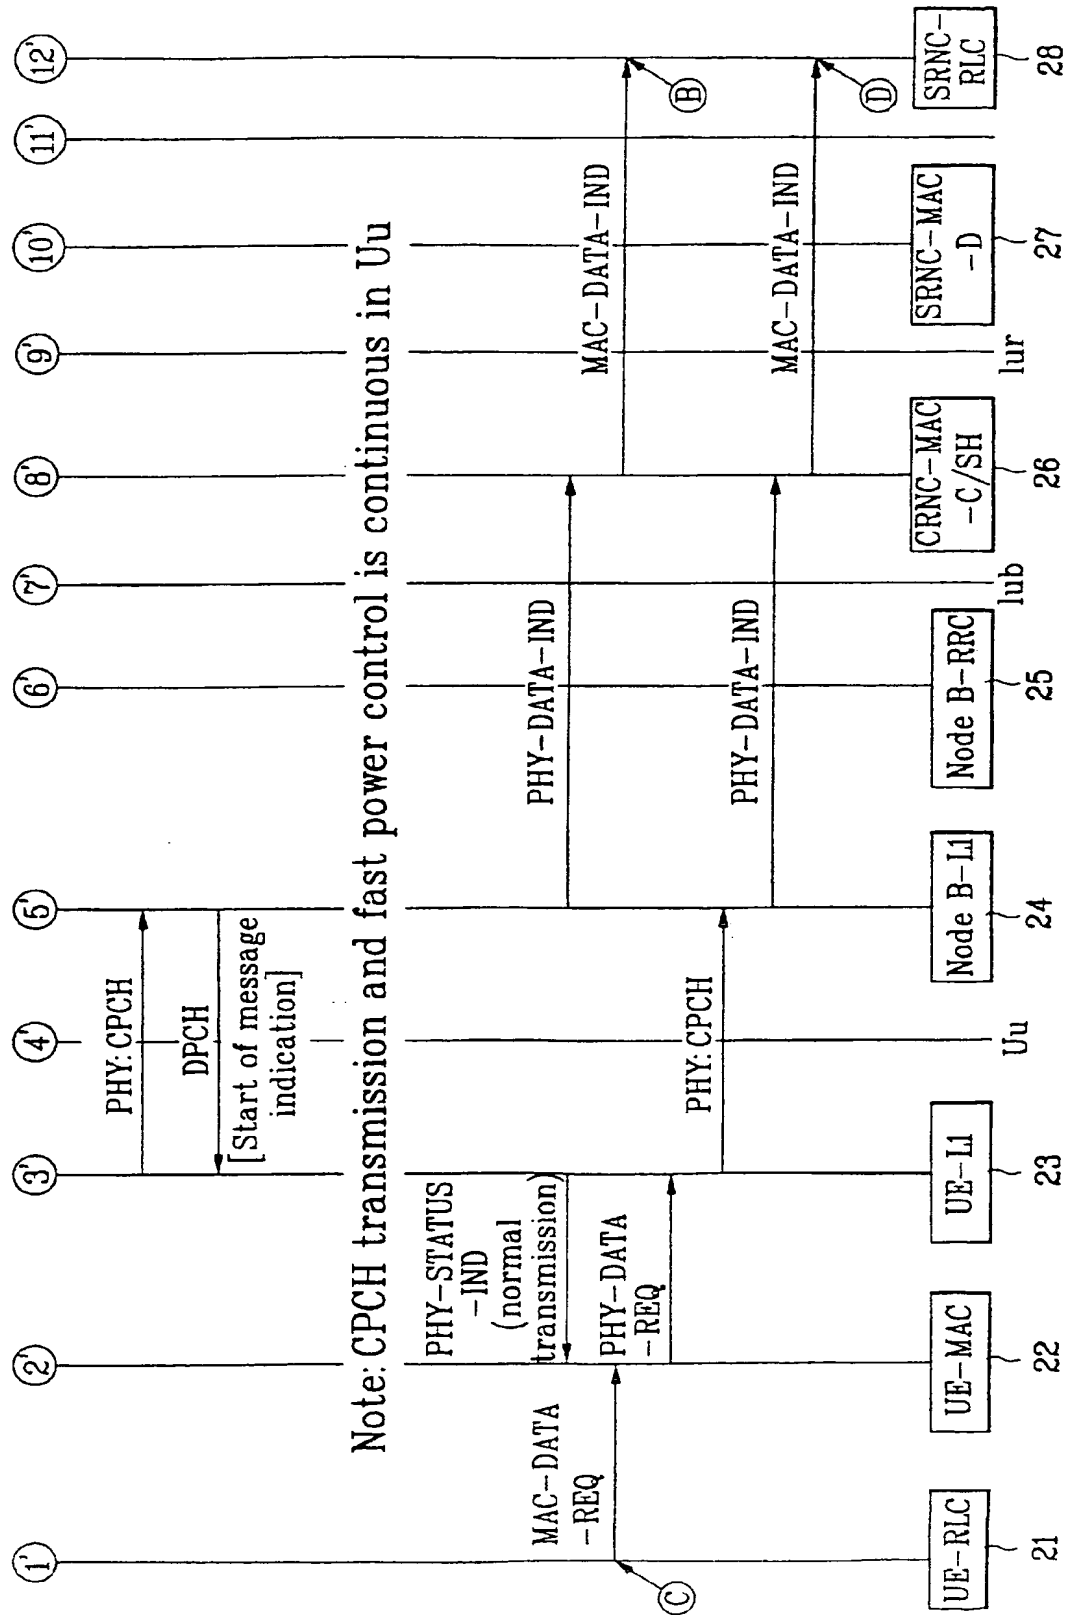 1'
2'
3'
4'
5'
6'
7'
8'
9'
10'
11'
12'
PHY:CPCH
DPCH
[Start of message
indication]
Note: CPCH transmission and fast power control is continuous in Uu
PHY-STATUS
-IND
(normal
transmission)
PHY-DATA-IND
MAC-DATA
-REQ
C
MAC-DATA-IND
B
PHY-DATA
-REQ
PHY:CPCH
PHY-DATA-IND
MAC-DATA-IND
D
UE-RLC
UE-MAC
UE-L1
Uu
Node B-L1
Node B-RRC
Iub
CRNC-MAC
-C/SH
Iur
SRNC-MAC
-D
SRNC-
RLC
21
22
23
24
25
26
27
28